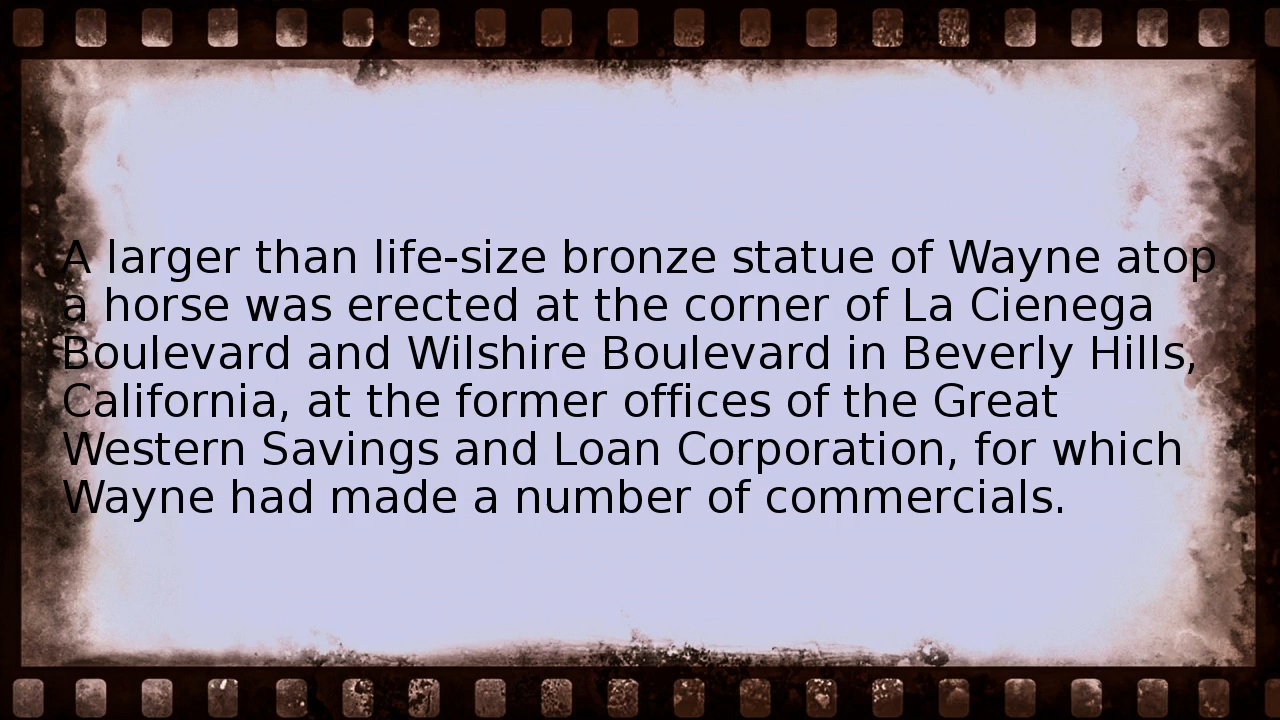 A larger than life-size bronze statue of Wayne atop
a horse was erected at the corner of La Cienega
Boulevard and Wilshire Boulevard in Beverly Hills,
California, at the former offices of the Great
Western Savings and Loan Corporation, for which
Wayne had made a number of commercials.